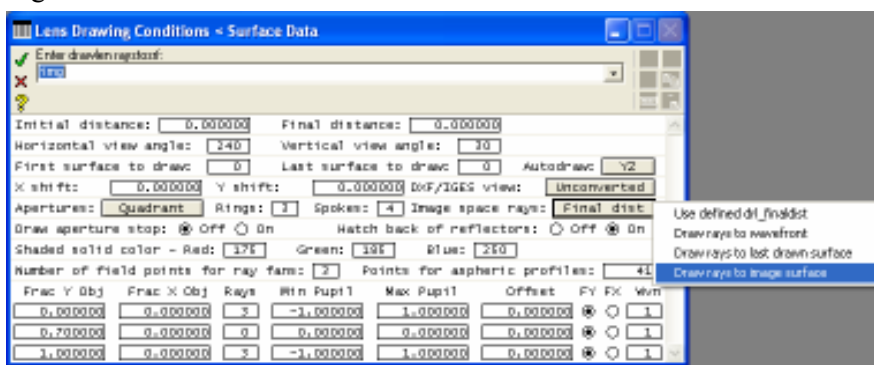 Lens Drawing Conditions < Surface Data
Enter drawlen raystosf:
img
Initial distance: 0.000000 Final distance: 0.000000
Horizontal view angle: 240 Vertical view angle: 30
First surface to draw: 0 Last surface to draw: 0 Autodraw: YZ
X shift: 0.000000 Y shift: 0.000000 DXF/IGES view: Unconverted
Apertures: Quadrant Rings: 3 Spokes: 4 Image space rays: Final dist
Use defined drl_finaldist
Draw rays to wavefront
Draw rays to last drawn surface
Draw rays to image surface
Draw aperture stop: Off On Hatch back of reflectors: Off On
Shaded solid color - Red: 175 Green: 185 Blue: 250
Number of field points for ray fans: 2 Points for aspheric profiles: 41
Frac Y Obj Frac X Obj Rays Min Pupil Max Pupil Offset FY FX Wvn
0.000000 0.000000 3 -1.000000 1.000000 0.000000 1
0.700000 0.000000 0 0.000000 0.000000 0.000000 1
1.000000 0.000000 3 -1.000000 1.000000 0.000000 1